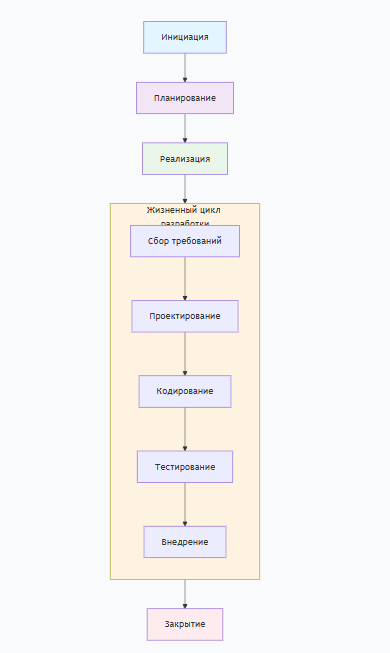 Инициация
Планирование
Реализация
Жизненный цикл
разработки
Сбор требований
Проектирование
Кодирование
Тестирование
Внедрение
Закрытие